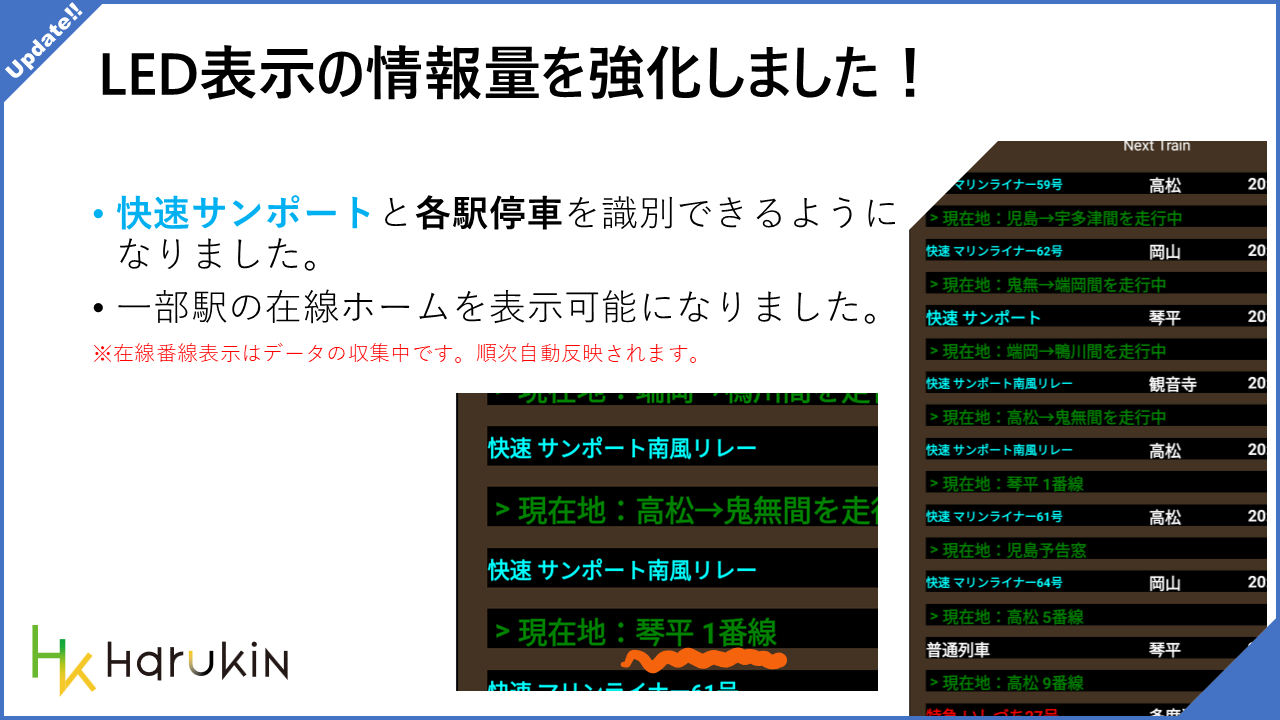 Update!!
LED表示の情報量を強化しました！
• 快速サンポートと各駅停車を識別できるように
なりました。
• 一部駅の在線ホームを表示可能になりました。
※在線番線表示はデータの収集中です。順次自動反映されます。
快速 サンポート南風リレー
> 現在地：高松→鬼無間を走行
快速 サンポート南風リレー
> 現在地：琴平 1番線
快速 マリンライナー61号
HARUKIN
Next Train
マリンライナー59号 高松 20
> 現在地：児島→宇多津間を走行中
快速 マリンライナー62号 岡山 20
> 現在地：鬼無→端岡間を走行中
快速 サンポート 琴平 20
> 現在地：端岡→鴨川間を走行中
快速 サンポート南風リレー 観音寺 20
> 現在地：高松→鬼無間を走行中
快速 サンポート南風リレー 高松 20
> 現在地：琴平 1番線
快速 マリンライナー61号 高松 20
> 現在地：児島予告窓
快速 マリンライナー64号 岡山 20
> 現在地：高松 5番線
普通列車 琴平
> 現在地：高松 9番線